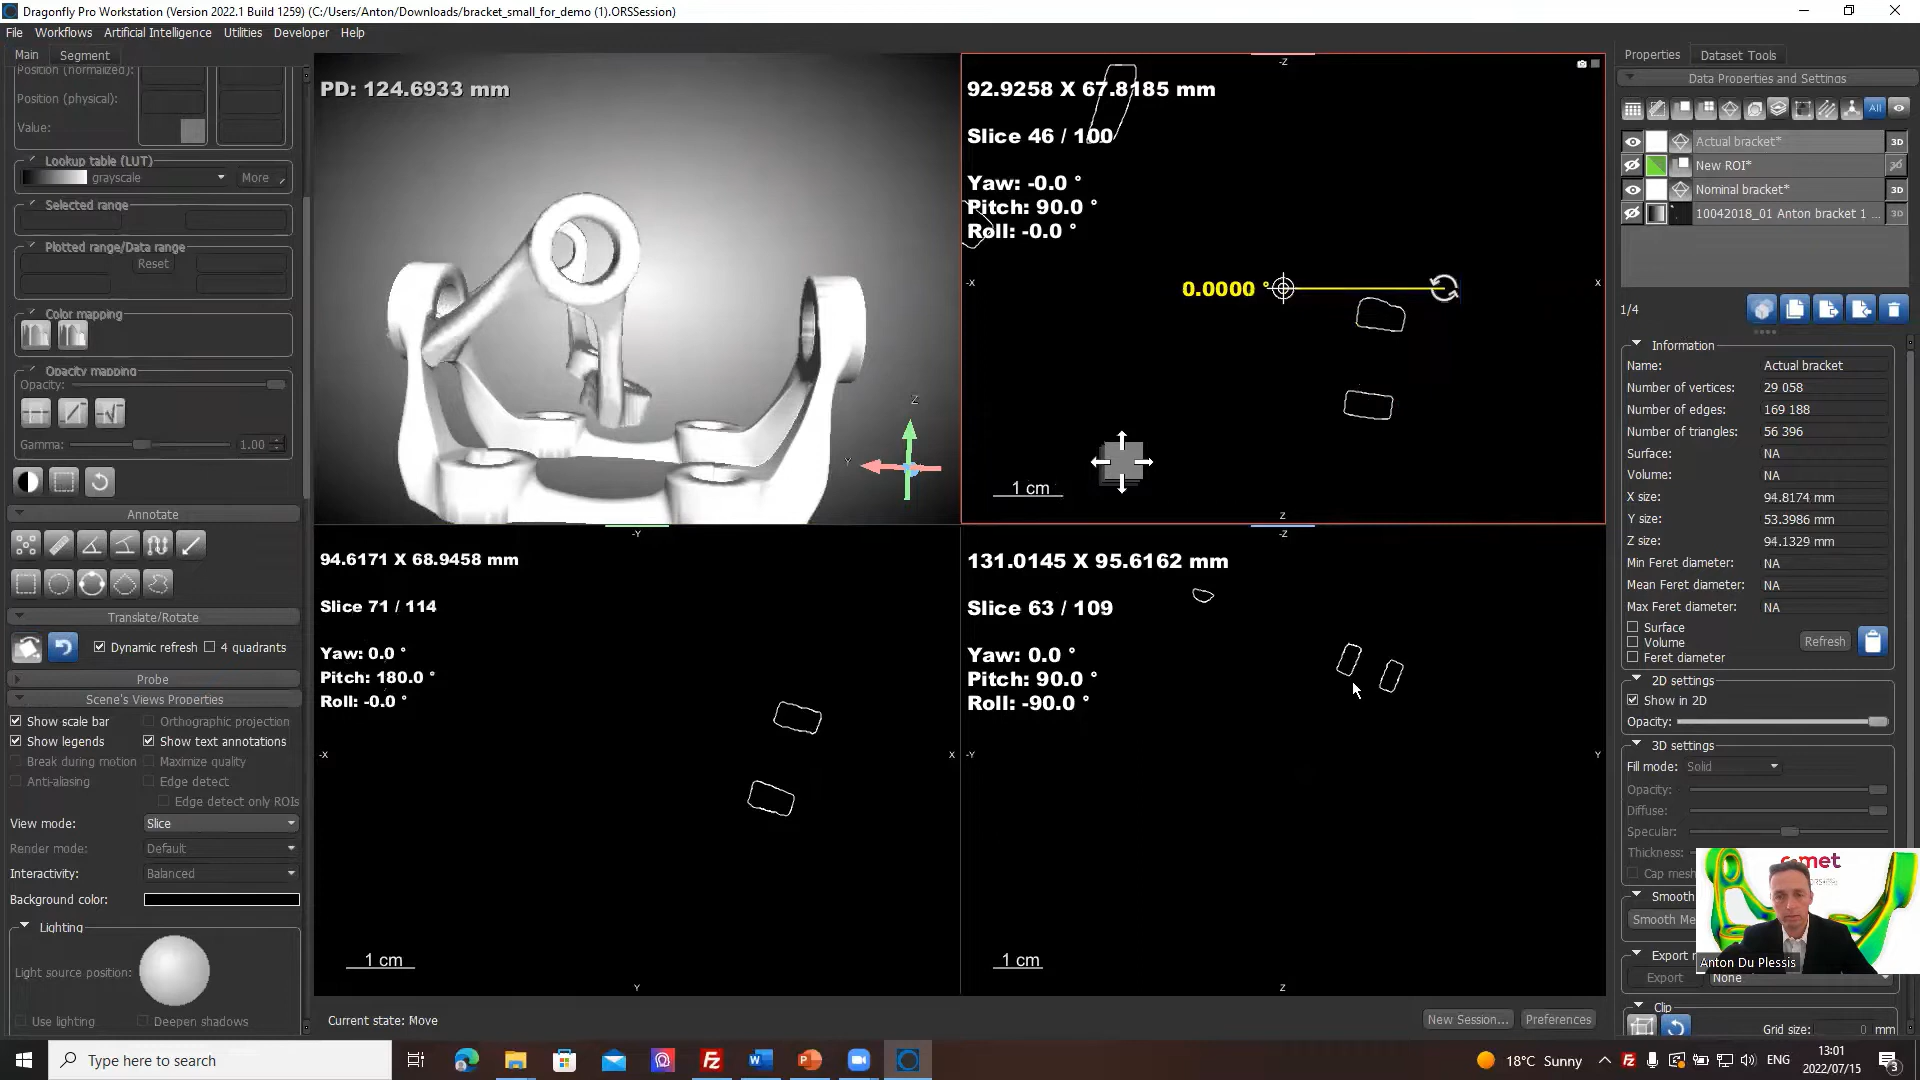 Dragonfly Pro Workstation (Version 2022.1 Build 1259) (C:/Users/Anton/Downloads/bracket_small_for_demo (1).ORSSession)
File Workflows Artificial Intelligence Utilities Developer Help
Main Segment
Position (normalized):
Position (physical):
Value:
Lookup table (LUT)
grayscale More
Selected range
Plotted range/Data range
Reset
Color mapping
Opacity mapping
Opacity:
Gamma: 1.00
Annotate
Translate/Rotate
Dynamic refresh 4 quadrants
Probe
Scene's Views Properties
Show scale bar Orthographic projection
Show legends Show text annotations
Break during motion Maximize quality
Anti-aliasing Edge detect
Edge detect only ROIs
View mode: Slice
Render mode: Default
Interactivity: Balanced
Background color:
Lighting
Light source position:
Use lighting Deepen shadows
PD: 124.6933 mm
Z
Y
-Z
92.9258 X 67.8185 mm
Slice 46 / 100
Yaw: -0.0 °
Pitch: 90.0 °
Roll: -0.0 °
-X X
0.0000 °
1 cm
Z
-Y
94.6171 X 68.9458 mm
Slice 71 / 114
Yaw: 0.0 °
Pitch: 180.0 °
Roll: -0.0 °
-X X
1 cm
Y
-Z
131.0145 X 95.6162 mm
Slice 63 / 109
Yaw: 0.0 °
Pitch: 90.0 °
Roll: -90.0 °
-Y Y
1 cm
Z
Current state: Move
New Session... Preferences
Properties Dataset Tools
Data Properties and Settings
All
Actual bracket* 3D
New ROI*
Nominal bracket* 3D
10042018_01 Anton bracket 1 ... 3D
1/4
Information
Name: Actual bracket
Number of vertices: 29 058
Number of edges: 169 188
Number of triangles: 56 396
Surface: NA
Volume: NA
X size: 94.8174 mm
Y size: 53.3986 mm
Z size: 94.1329 mm
Min Feret diameter: NA
Mean Feret diameter: NA
Max Feret diameter: NA
Surface
Volume
Feret diameter
Refresh
2D settings
Show in 2D
Opacity:
3D settings
Fill mode: Solid
Opacity:
Diffuse:
Specular:
Thickness:
Cap mesh
Smooth
Smooth Me
Export
Export None
Clip
Grid size: 0 mm
Anton Du Plessis
Type here to search
18°C Sunny
ENG
13:01
2022/07/15
3